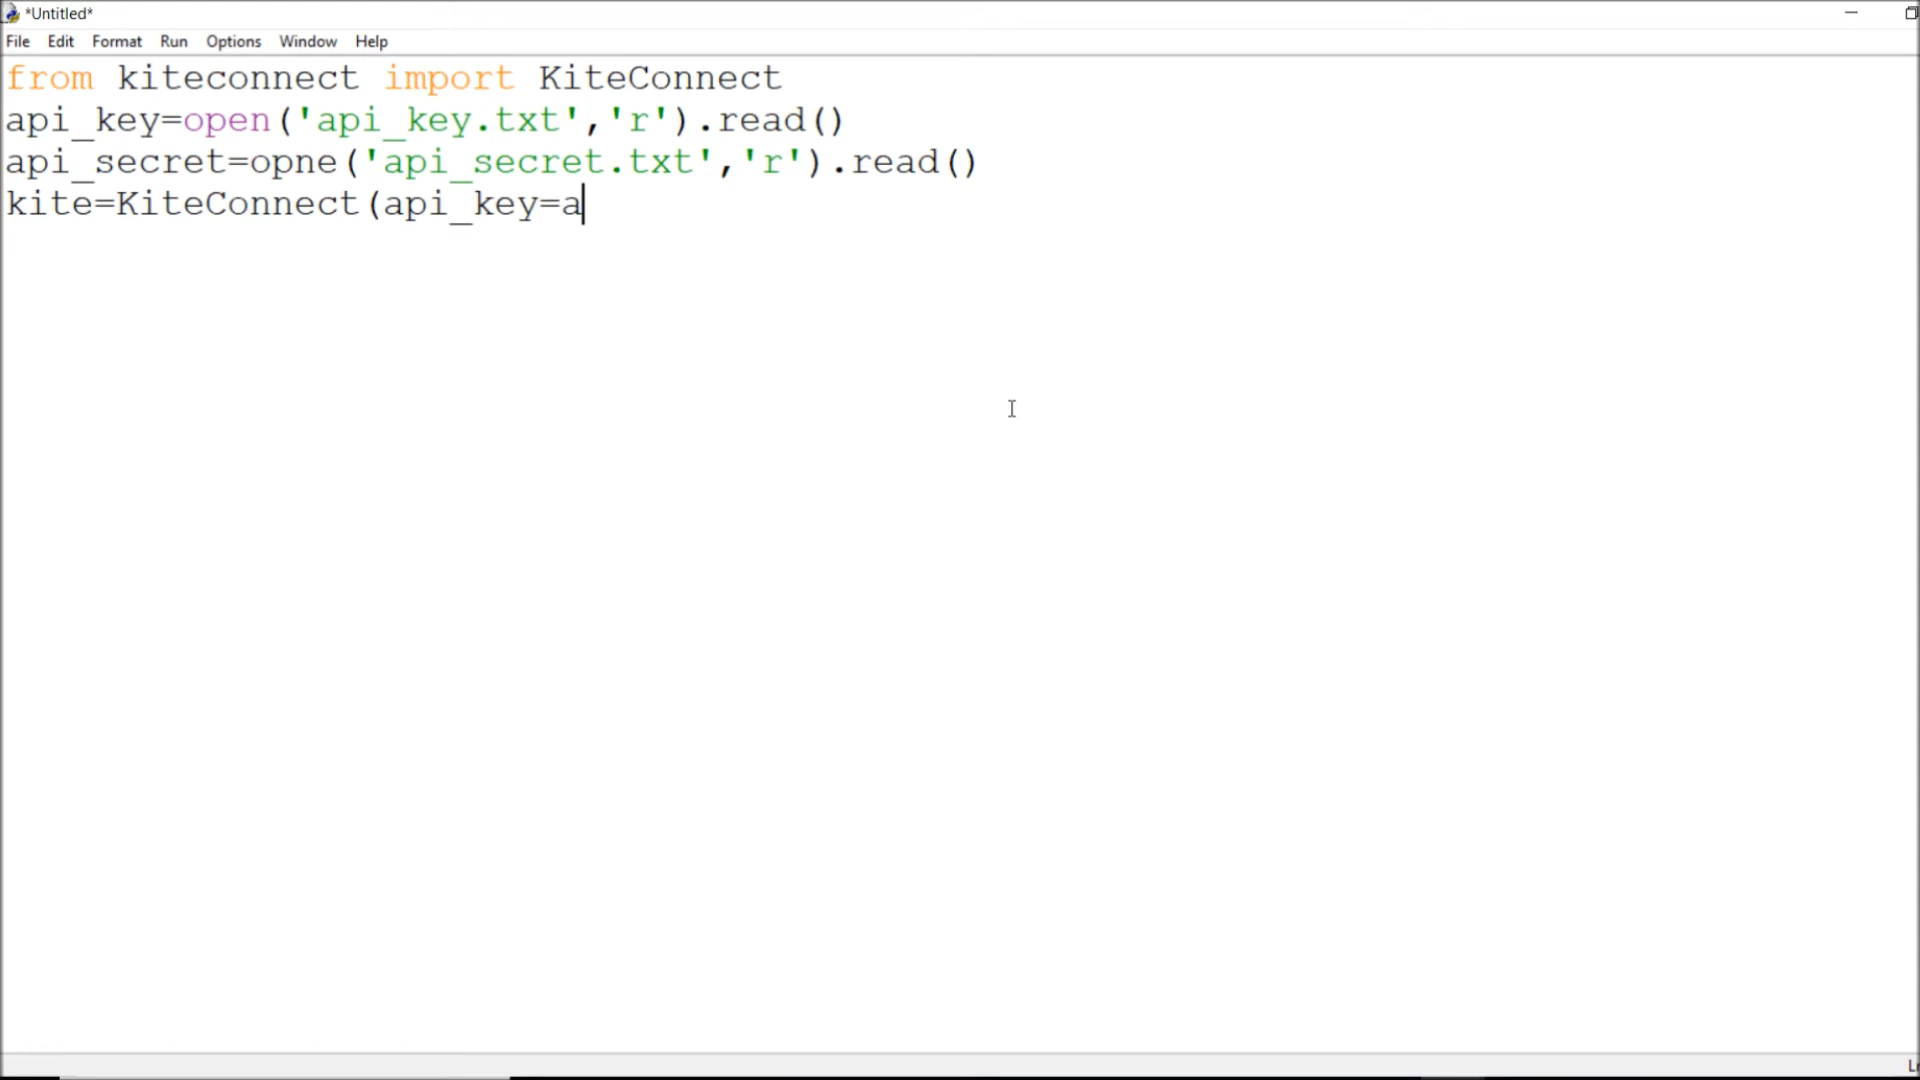 *Untitled*
File Edit Format Run Options Window Help
from kiteconnect import KiteConnect
api_key=open('api_key.txt','r').read()
api_secret=opne('api_secret.txt','r').read()
kite=KiteConnect(api_key=a